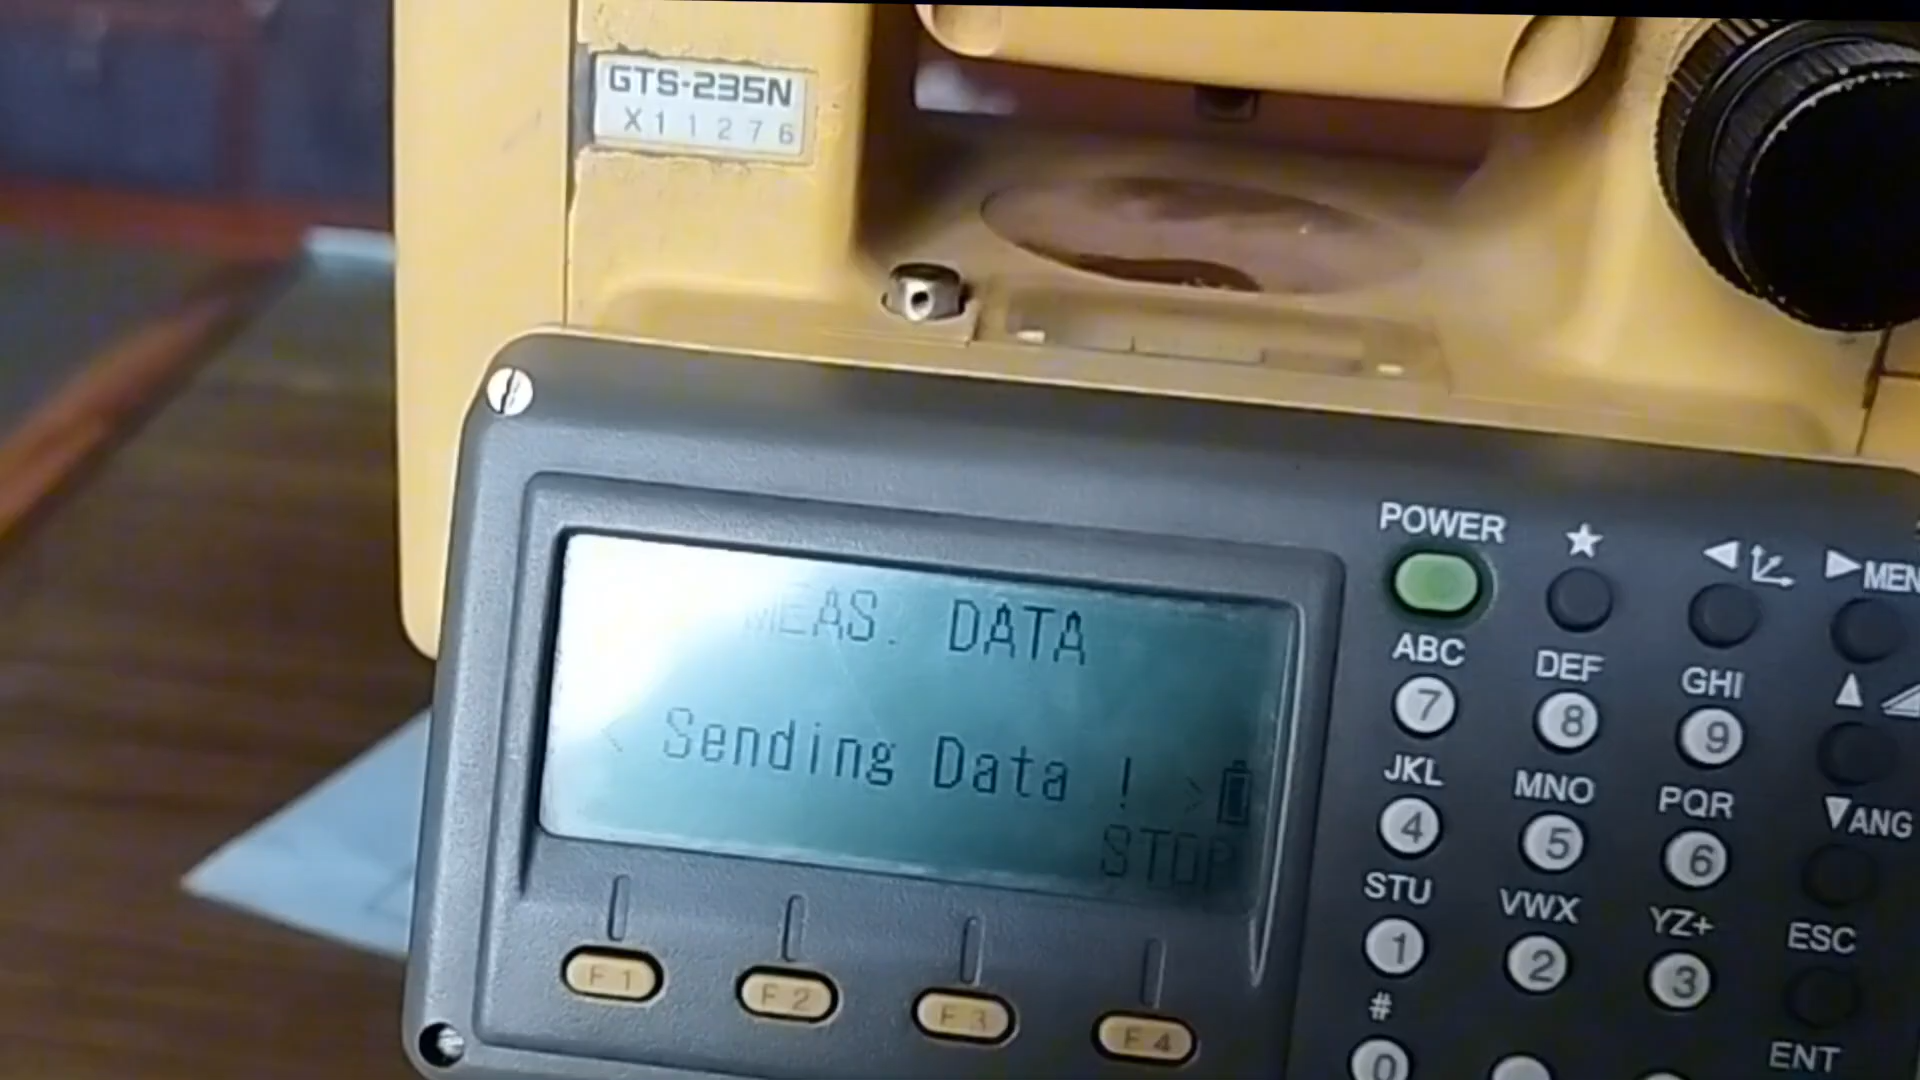 GTS-235N
X11276
MEAS. DATA
< Sending Data ! >
STOP
F1
F2
F3
F4
POWER
★
◀
▶MEN
ABC
DEF
GHI
▲
7
8
9
JKL
MNO
PQR
▼ANG
4
5
6
STU
VWX
YZ+
ESC
1
2
3
#
ENT
0